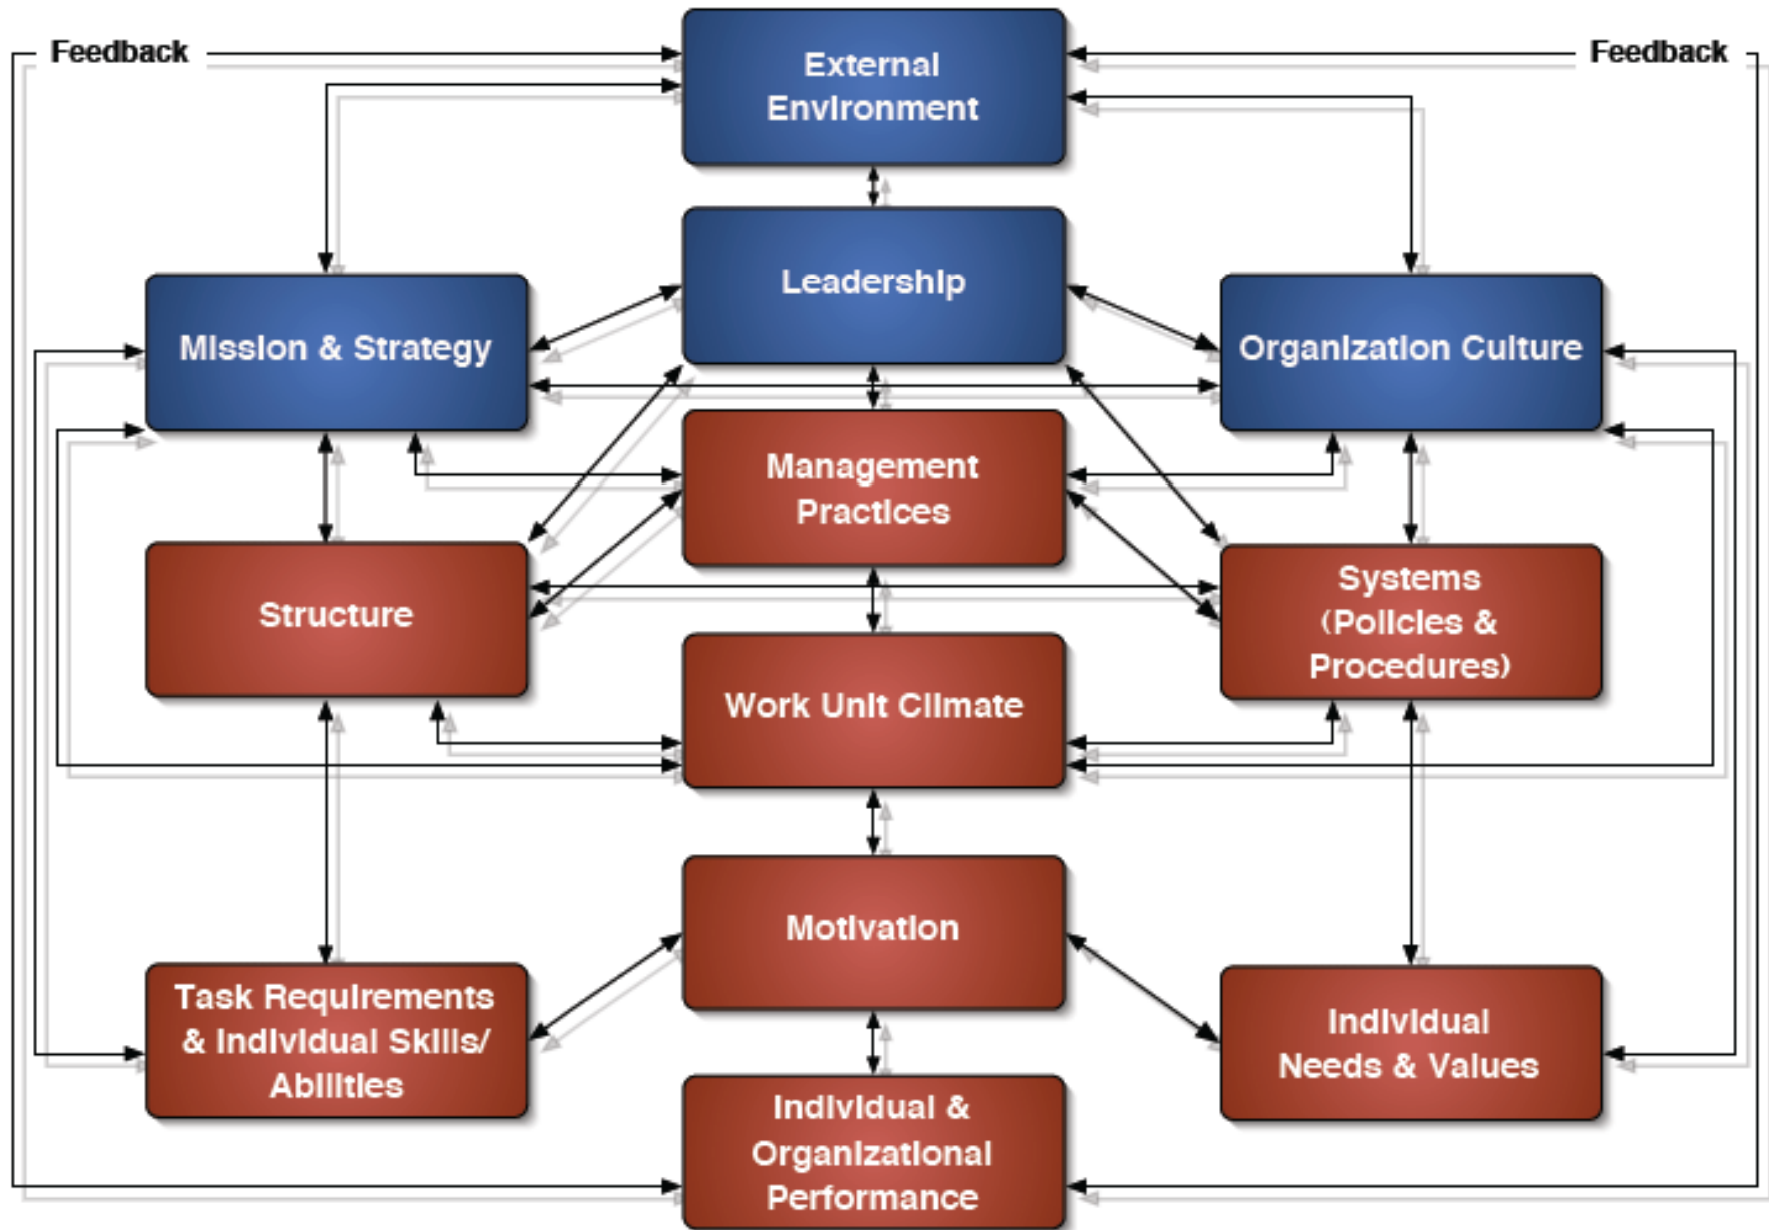 Feedback
Feedback
External
Environment
Leadership
Mission & Strategy
Organization Culture
Management
Practices
Structure
Systems
(Policies &
Procedures)
Work Unit Climate
Motivation
Task Requirements
& Individual Skills/
Abilities
Individual
Needs & Values
Individual &
Organizational
Performance